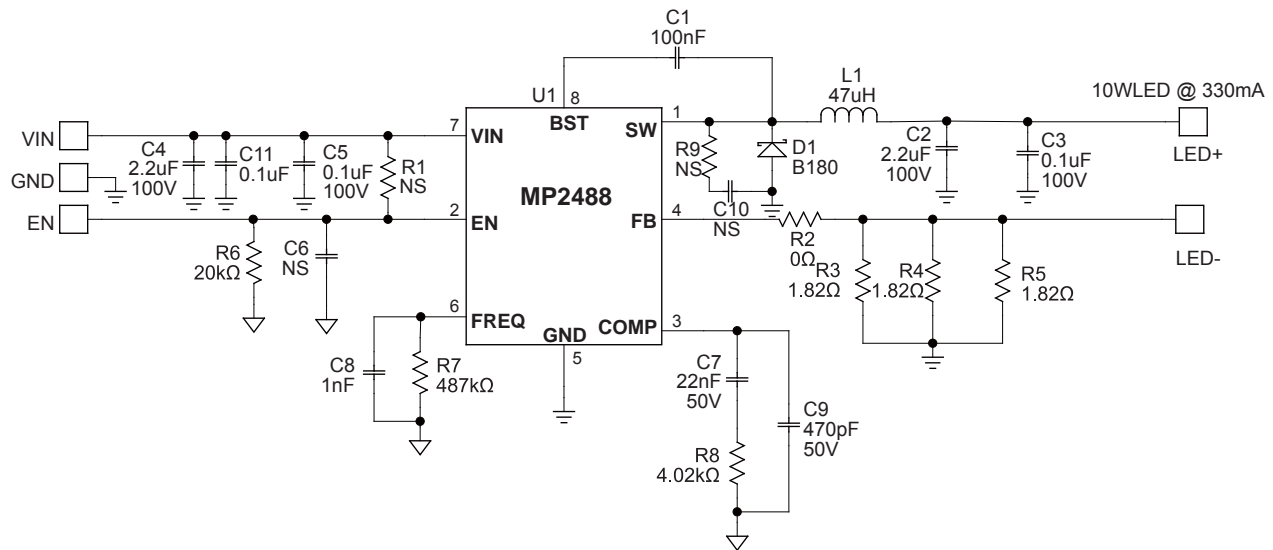 C1
100nF
U1
8
BST
L1
47uH
10WLED @ 330mA
VIN
7
VIN
SW
1
LED+
C4
2.2uF
100V
C11
0.1uF
C5
0.1uF
100V
R1
NS
R9
NS
D1
B180
C2
2.2uF
100V
C3
0.1uF
100V
GND
MP2488
C10
NS
EN
2
EN
FB
4
LED-
R6
20kΩ
C6
NS
R2
0Ω
R3
1.82Ω
R4
1.82Ω
R5
1.82Ω
6
FREQ
GND
5
COMP
3
C8
1nF
R7
487kΩ
C7
22nF
50V
C9
470pF
50V
R8
4.02kΩ